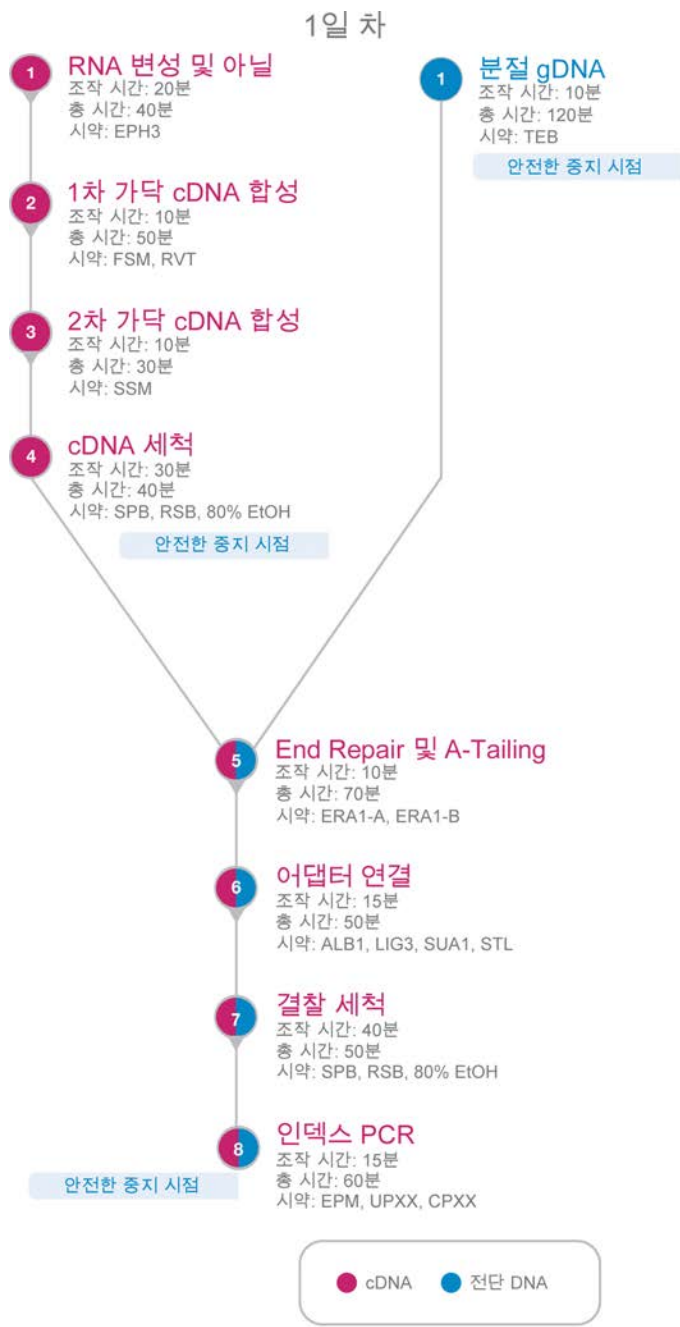 1일 차
1
RNA 변성 및 아닐
조작 시간: 20분
총 시간: 40분
시약: EPH3
2
1차 가닥 cDNA 합성
조작 시간: 10분
총 시간: 50분
시약: FSM, RVT
3
2차 가닥 cDNA 합성
조작 시간: 10분
총 시간: 30분
시약: SSM
4
cDNA 세척
조작 시간: 30분
총 시간: 40분
시약: SPB, RSB, 80% EtOH
안전한 중지 시점
1
분절 gDNA
조작 시간: 10분
총 시간: 120분
시약: TEB
안전한 중지 시점
5
End Repair 및 A-Tailing
조작 시간: 10분
총 시간: 70분
시약: ERA1-A, ERA1-B
6
어댑터 연결
조작 시간: 15분
총 시간: 50분
시약: ALB1, LIG3, SUA1, STL
7
결찰 세척
조작 시간: 40분
총 시간: 50분
시약: SPB, RSB, 80% EtOH
8
인덱스 PCR
조작 시간: 15분
총 시간: 60분
시약: EPM, UPXX, CPXX
안전한 중지 시점
cDNA
전단 DNA